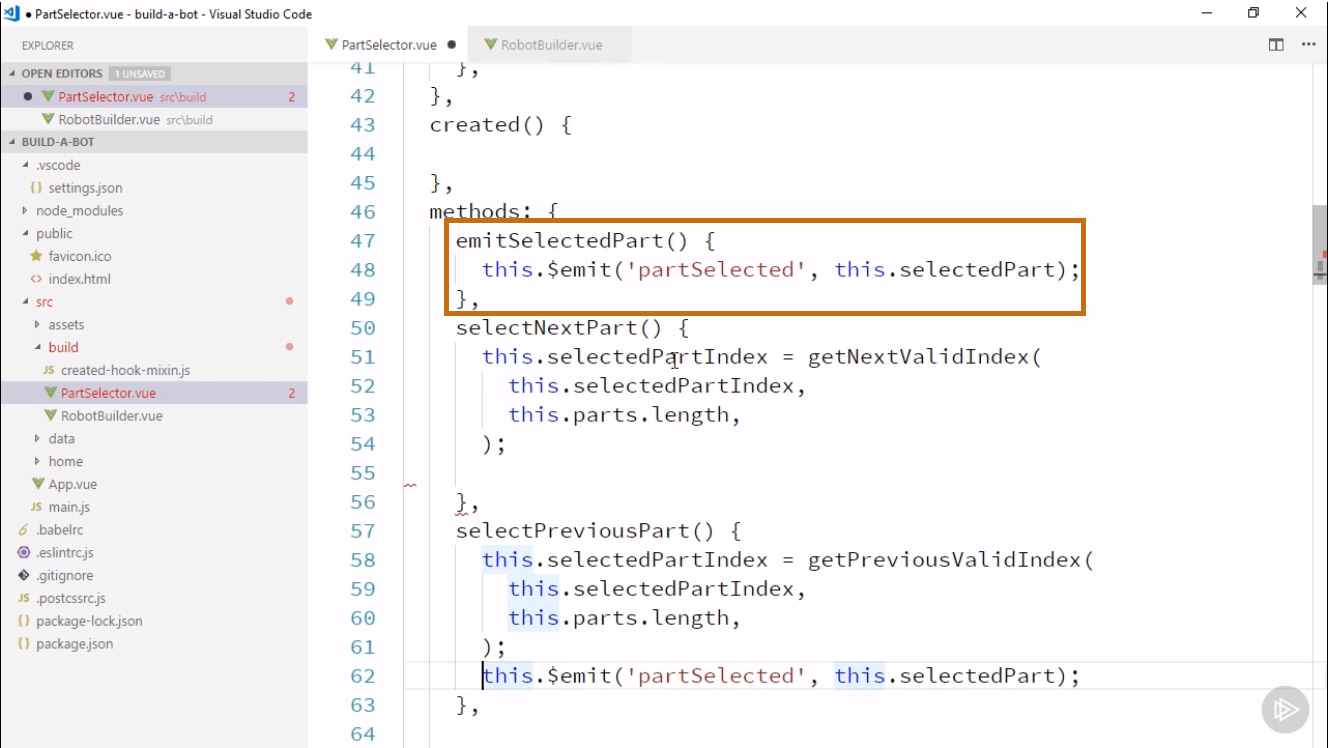 ● PartSelector.vue - build-a-bot - Visual Studio Code
EXPLORER
OPEN EDITORS 1 UNSAVED
PartSelector.vue src\build 2
RobotBuilder.vue src\build
BUILD-A-BOT
.vscode
{} settings.json
node_modules
public
favicon.ico
<> index.html
src
assets
build
JS created-hook-mixin.js
PartSelector.vue 2
RobotBuilder.vue
data
home
App.vue
JS main.js
.babelrc
.eslintrc.js
.gitignore
JS .postcssrc.js
{} package-lock.json
{} package.json
PartSelector.vue ●
RobotBuilder.vue
41 },
42 },
43 created() {
44
45 },
46 methods: {
47 emitSelectedPart() {
48 this.$emit('partSelected', this.selectedPart);
49 },
50 selectNextPart() {
51 this.selectedPartIndex = getNextValidIndex(
52 this.selectedPartIndex,
53 this.parts.length,
54 );
55
56 },
57 selectPreviousPart() {
58 this.selectedPartIndex = getPreviousValidIndex(
59 this.selectedPartIndex,
60 this.parts.length,
61 );
62 this.$emit('partSelected', this.selectedPart);
63 },
64